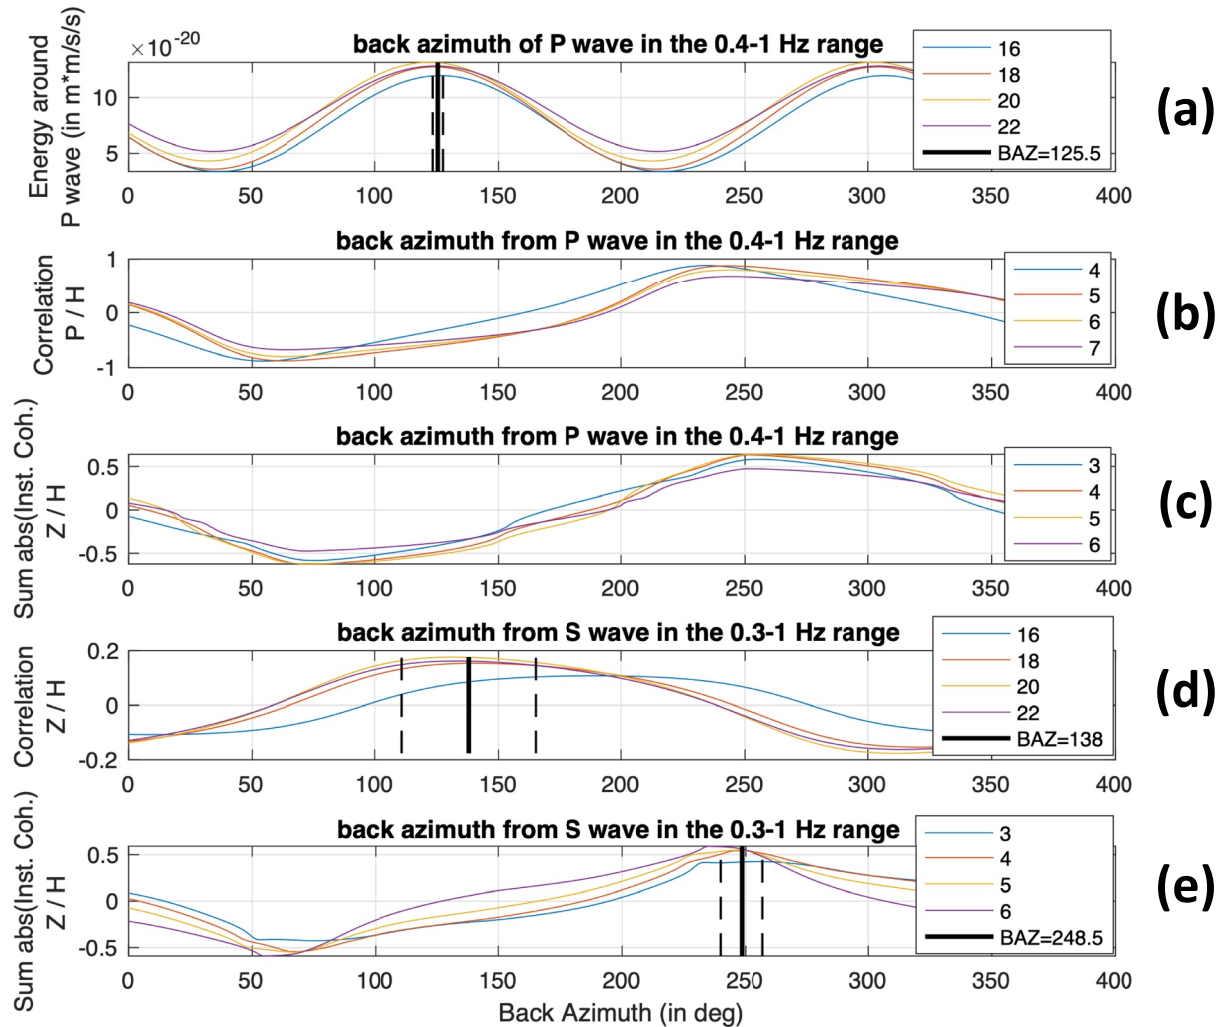 ×10-20
back azimuth of P wave in the 0.4-1 Hz range
Energy around
P wave (in m*m/s/s)
10
5
0 50 100 150 200 250 300 350 400
16
18
20
22
BAZ=125.5
(a)
back azimuth from P wave in the 0.4-1 Hz range
Correlation
P / H
1
0
-1
0 50 100 150 200 250 300 350 400
4
5
6
7
(b)
back azimuth from P wave in the 0.4-1 Hz range
Sum abs(Inst. Coh.)
Z / H
0.5
0
-0.5
0 50 100 150 200 250 300 350 400
3
4
5
6
(c)
back azimuth from S wave in the 0.3-1 Hz range
Correlation
Z / H
0.2
0
-0.2
0 50 100 150 200 250 300 350 400
16
18
20
22
BAZ=138
(d)
back azimuth from S wave in the 0.3-1 Hz range
Sum abs(Inst. Coh.)
Z / H
0.5
0
-0.5
0 50 100 150 200 250 300 350 400
3
4
5
6
BAZ=248.5
(e)
Back Azimuth (in deg)